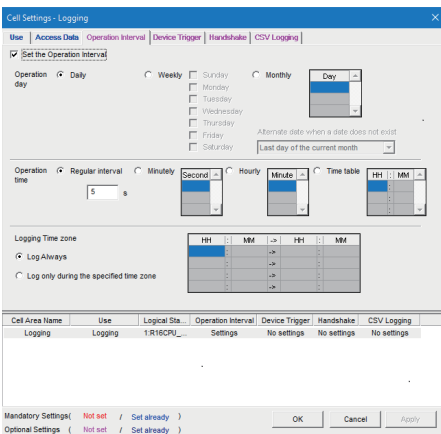 Cell Settings - Logging
Use Access Data Operation Interval Device Trigger Handshake CSV Logging
Set the Operation Interval
Operation day Daily Weekly Sunday Monthly Day
Monday
Tuesday
Wednesday
Thursday
Friday Alternate date when a date does not exist
Saturday Last day of the current month
Operation time Regular interval Minutely Second Hourly Minute Time table HH : MM
5 s
Logging Time zone HH : MM -> HH : MM
Log Always : -> :
: -> :
Log only during the specified time zone : -> :
: -> :
Cell Area Name Use Logical Sta... Operation Interval Device Trigger Handshake CSV Logging
Logging Logging 1:R16CPU_... Settings No settings No settings No settings
Mandatory Settings( Not set / Set already ) OK Cancel Apply
Optional Settings ( Not set / Set already )